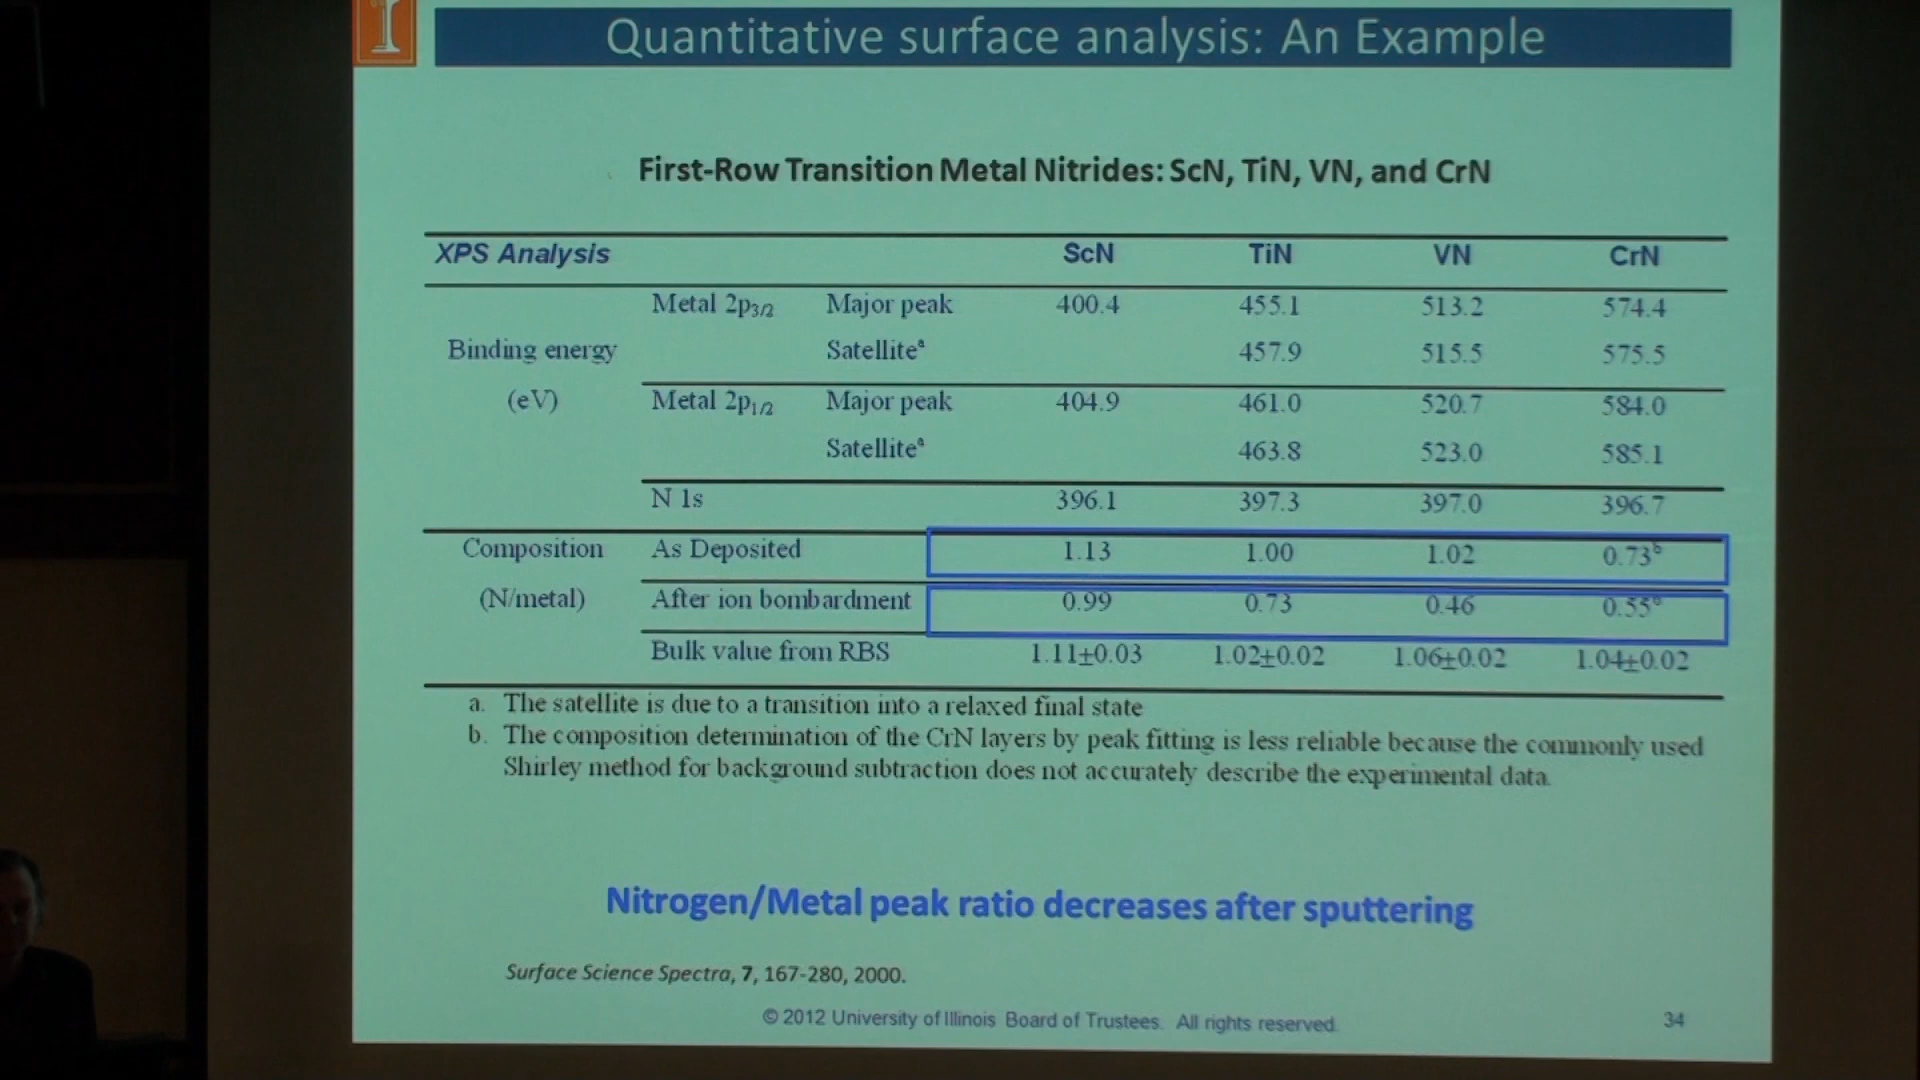 Quantitative surface analysis: An Example
First-Row Transition Metal Nitrides: ScN, TiN, VN, and CrN
XPS Analysis ScN TiN VN CrN
Metal 2p3/2 Major peak 400.4 455.1 513.2 574.4
Binding energy Satelliteª 457.9 515.5 575.5
(eV) Metal 2p1/2 Major peak 404.9 461.0 520.7 584.0
Satelliteª 463.8 523.0 585.1
N 1s 396.1 397.3 397.0 396.7
Composition As Deposited 1.13 1.00 1.02 0.73ᵇ
(N/metal) After ion bombardment 0.99 0.73 0.46 0.55ᵇ
Bulk value from RBS 1.11±0.03 1.02±0.02 1.06±0.02 1.04±0.02
a. The satellite is due to a transition into a relaxed final state
b. The composition determination of the CrN layers by peak fitting is less reliable because the commonly used
Shirley method for background subtraction does not accurately describe the experimental data.
Nitrogen/Metal peak ratio decreases after sputtering
Surface Science Spectra, 7, 167-280, 2000.
© 2012 University of Illinois Board of Trustees. All rights reserved. 34